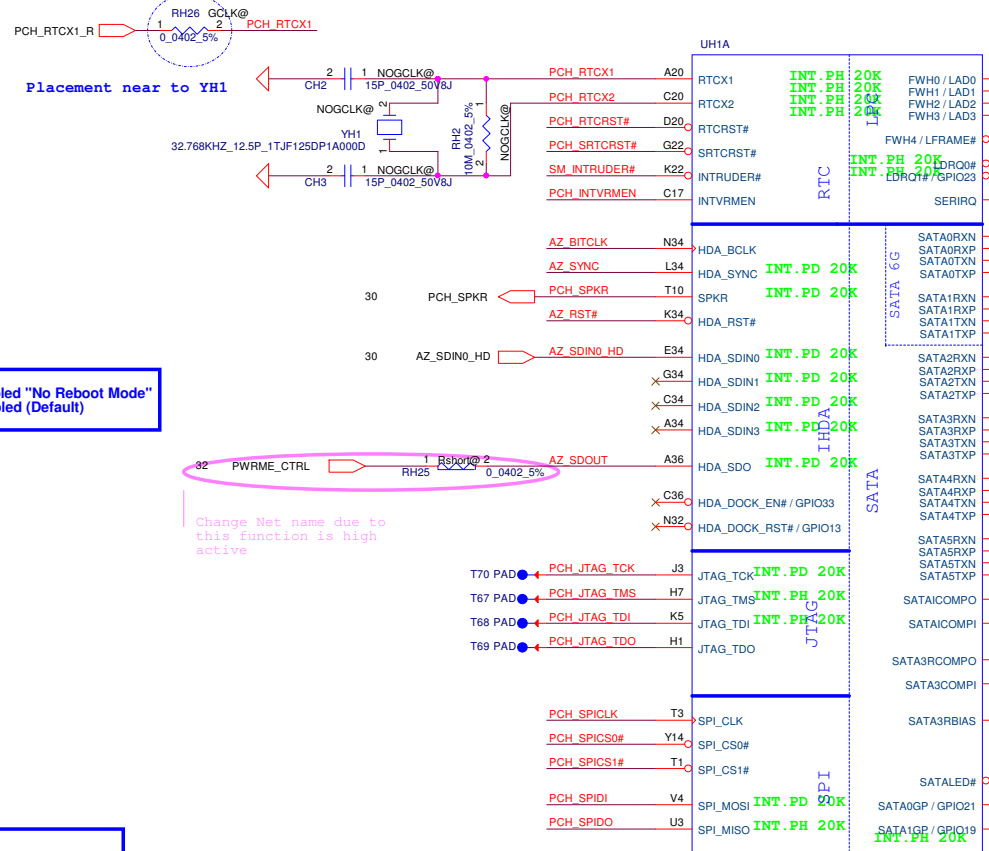 RH26 GCLK@
PCH_RTCX1_R 1 2 PCH_RTCX1
0_0402_5%
Placement near to YH1
2 1 NOGCLK@
CH2 15P_0402_50V8J
NOGCLK@ 2
YH1
32.768KHZ_12.5P_1TJF125DP1A000D
1
1
RH2
10M_0402_5%
2
NOGCLK@
2 1 NOGCLK@
CH3 15P_0402_50V8J
UH1A
PCH_RTCX1 A20 RTCX1
PCH_RTCX2 C20 RTCX2
PCH_RTCRST# D20 RTCRST#
PCH_SRTCRST# G22 SRTCRST#
SM_INTRUDER# K22 INTRUDER#
PCH_INTVRMEN C17 INTVRMEN
RTC
INT.PH 20K
INT.PH 20K
INT.PH 20K
INT.PH 20K
LPC
FWH0 / LAD0
FWH1 / LAD1
FWH2 / LAD2
FWH3 / LAD3
FWH4 / LFRAME#
INT.PH 20K LDRQ0#
INT.PH 20K LDRQ1# / GPIO23
SERIRQ
AZ_BITCLK N34 HDA_BCLK
AZ_SYNC L34 HDA_SYNC INT.PD 20K
30 PCH_SPKR PCH_SPKR T10 SPKR INT.PD 20K
AZ_RST# K34 HDA_RST#
30 AZ_SDIN0_HD AZ_SDIN0_HD E34 HDA_SDIN0 INT.PD 20K
G34 HDA_SDIN1 INT.PD 20K
C34 HDA_SDIN2 INT.PD 20K
A34 HDA_SDIN3 INT.PD 20K
IHDA
32 PWRME_CTRL 1 Rshort@ 2 AZ_SDOUT A36 HDA_SDO INT.PD 20K
RH25 0_0402_5%
C36 HDA_DOCK_EN# / GPIO33
N32 HDA_DOCK_RST# / GPIO13
led "No Reboot Mode"
led (Default)
Change Net name due to
this function is high
active
SATA 6G
SATA
SATA0RXN
SATA0RXP
SATA0TXN
SATA0TXP
SATA1RXN
SATA1RXP
SATA1TXN
SATA1TXP
SATA2RXN
SATA2RXP
SATA2TXN
SATA2TXP
SATA3RXN
SATA3RXP
SATA3TXN
SATA3TXP
SATA4RXN
SATA4RXP
SATA4TXN
SATA4TXP
SATA5RXN
SATA5RXP
SATA5TXN
SATA5TXP
SATAICOMPO
SATAICOMPI
SATA3RCOMPO
SATA3COMPI
SATA3RBIAS
SATALED#
SATA0GP / GPIO21
SATA1GP / GPIO19
INT.PH 20K
T70 PAD PCH_JTAG_TCK J3 JTAG_TCK INT.PD 20K
T67 PAD PCH_JTAG_TMS H7 JTAG_TMS INT.PH 20K
T68 PAD PCH_JTAG_TDI K5 JTAG_TDI INT.PH 20K
T69 PAD PCH_JTAG_TDO H1 JTAG_TDO
JTAG
PCH_SPICLK T3 SPI_CLK
PCH_SPICS0# Y14 SPI_CS0#
PCH_SPICS1# T1 SPI_CS1#
PCH_SPIDI V4 SPI_MOSI INT.PD 20K
PCH_SPIDO U3 SPI_MISO INT.PH 20K
SPI